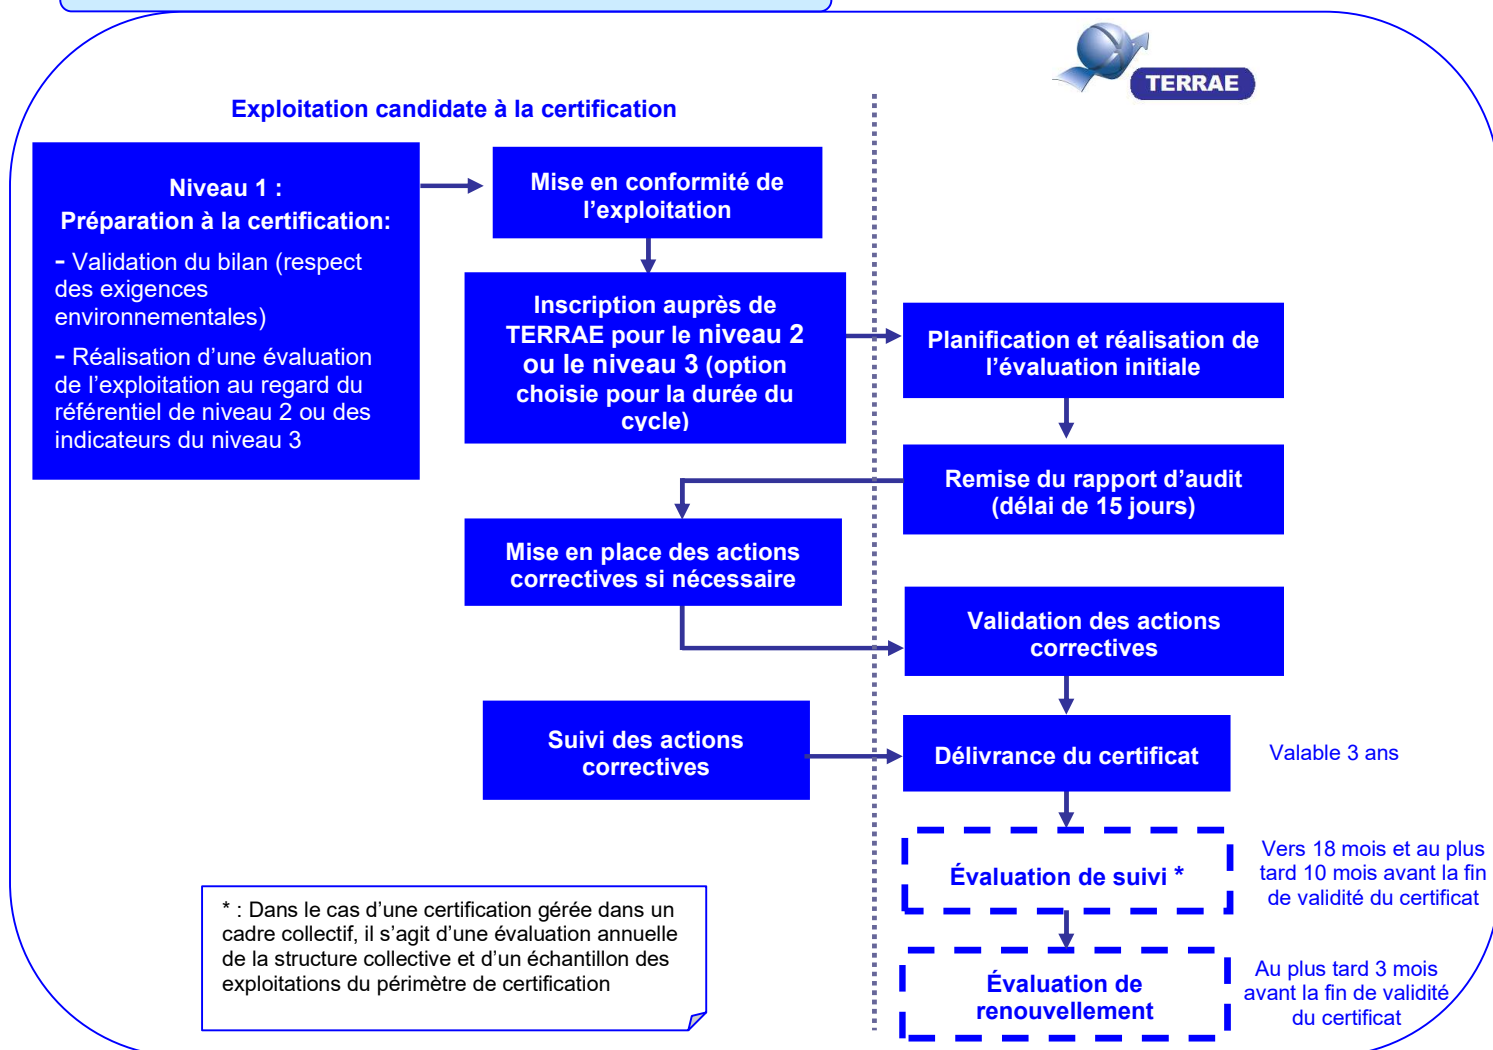 TERRAE
Exploitation candidate à la certification
Niveau 1 :
Préparation à la certification:
- Validation du bilan (respect
des exigences
environnementales)
- Réalisation d’une évaluation
de l’exploitation au regard du
référentiel de niveau 2 ou des
indicateurs du niveau 3
Mise en conformité de
l’exploitation
Inscription auprès de
TERRAE pour le niveau 2
ou le niveau 3 (option
choisie pour la durée du
cycle)
Planification et réalisation de
l’évaluation initiale
Remise du rapport d’audit
(délai de 15 jours)
Mise en place des actions
correctives si nécessaire
Validation des actions
correctives
Suivi des actions
correctives
Délivrance du certificat
Valable 3 ans
Évaluation de suivi *
Vers 18 mois et au plus
tard 10 mois avant la fin
de validité du certificat
* : Dans le cas d’une certification gérée dans un
cadre collectif, il s’agit d’une évaluation annuelle
de la structure collective et d’un échantillon des
exploitations du périmètre de certification
Évaluation de
renouvellement
Au plus tard 3 mois
avant la fin de validité
du certificat